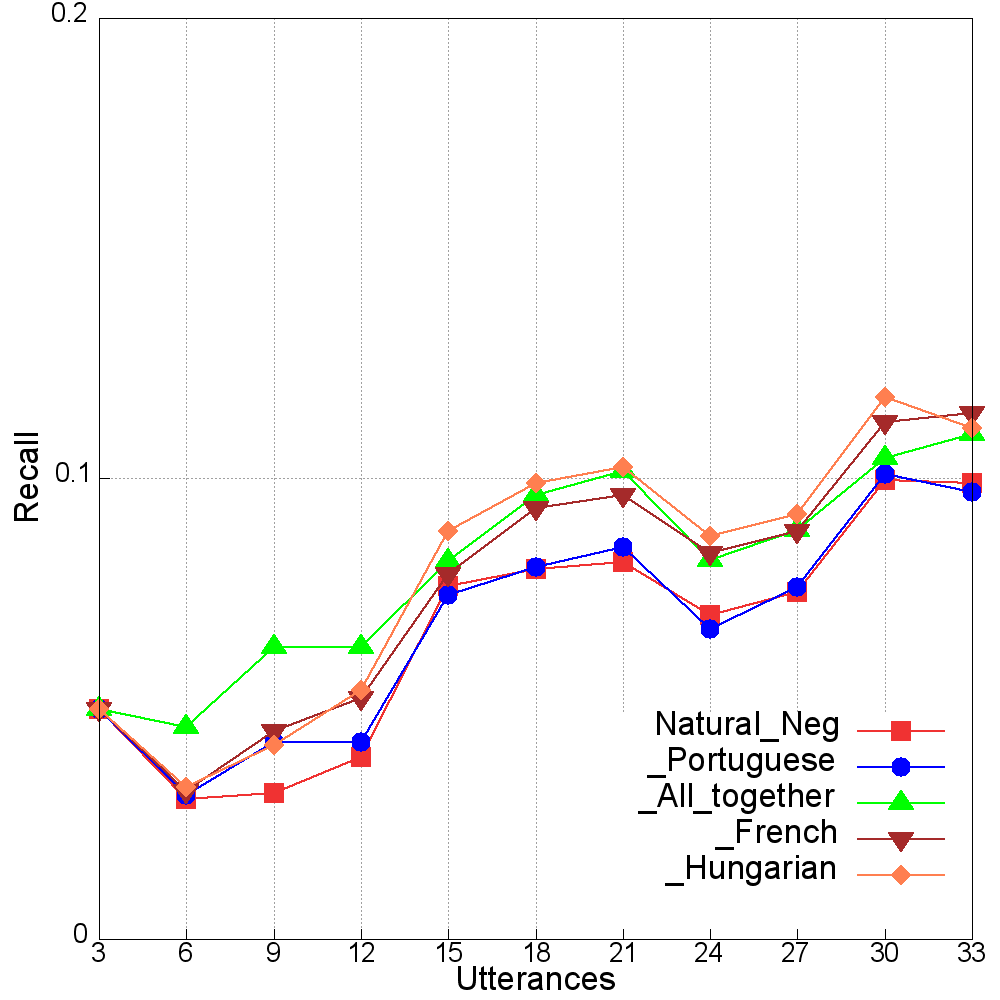 0.2
0.1
0
Recall
3 6 9 12 15 18 21 24 27 30 33
Utterances
Natural_Neg
_Portuguese
_All_together
_French
_Hungarian